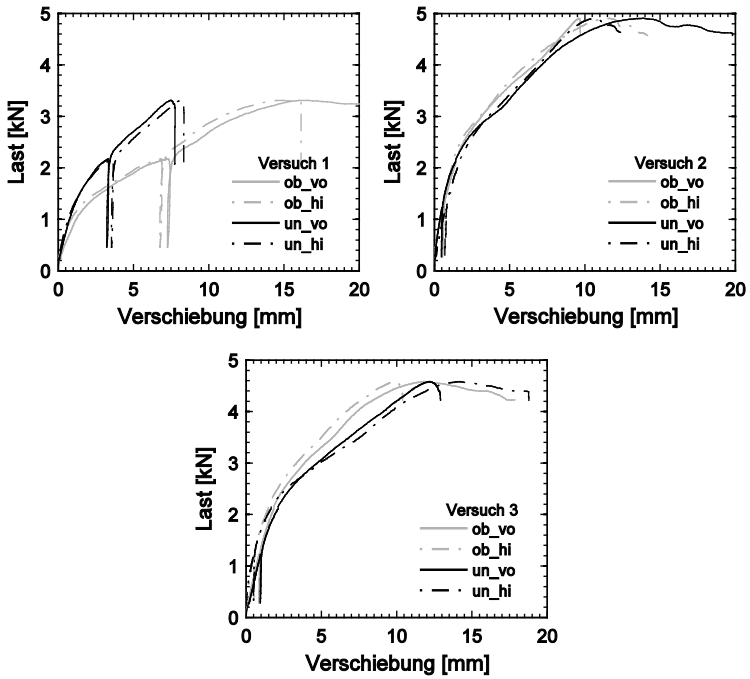 5
4
3
2
1
0
Last [kN]
Versuch 1
ob_vo
ob_hi
un_vo
un_hi
0 5 10 15 20
Verschiebung [mm]
5
4
3
2
1
0
Last [kN]
Versuch 2
ob_vo
ob_hi
un_vo
un_hi
0 5 10 15 20
Verschiebung [mm]
5
4
3
2
1
0
Last [kN]
Versuch 3
ob_vo
ob_hi
un_vo
un_hi
0 5 10 15 20
Verschiebung [mm]